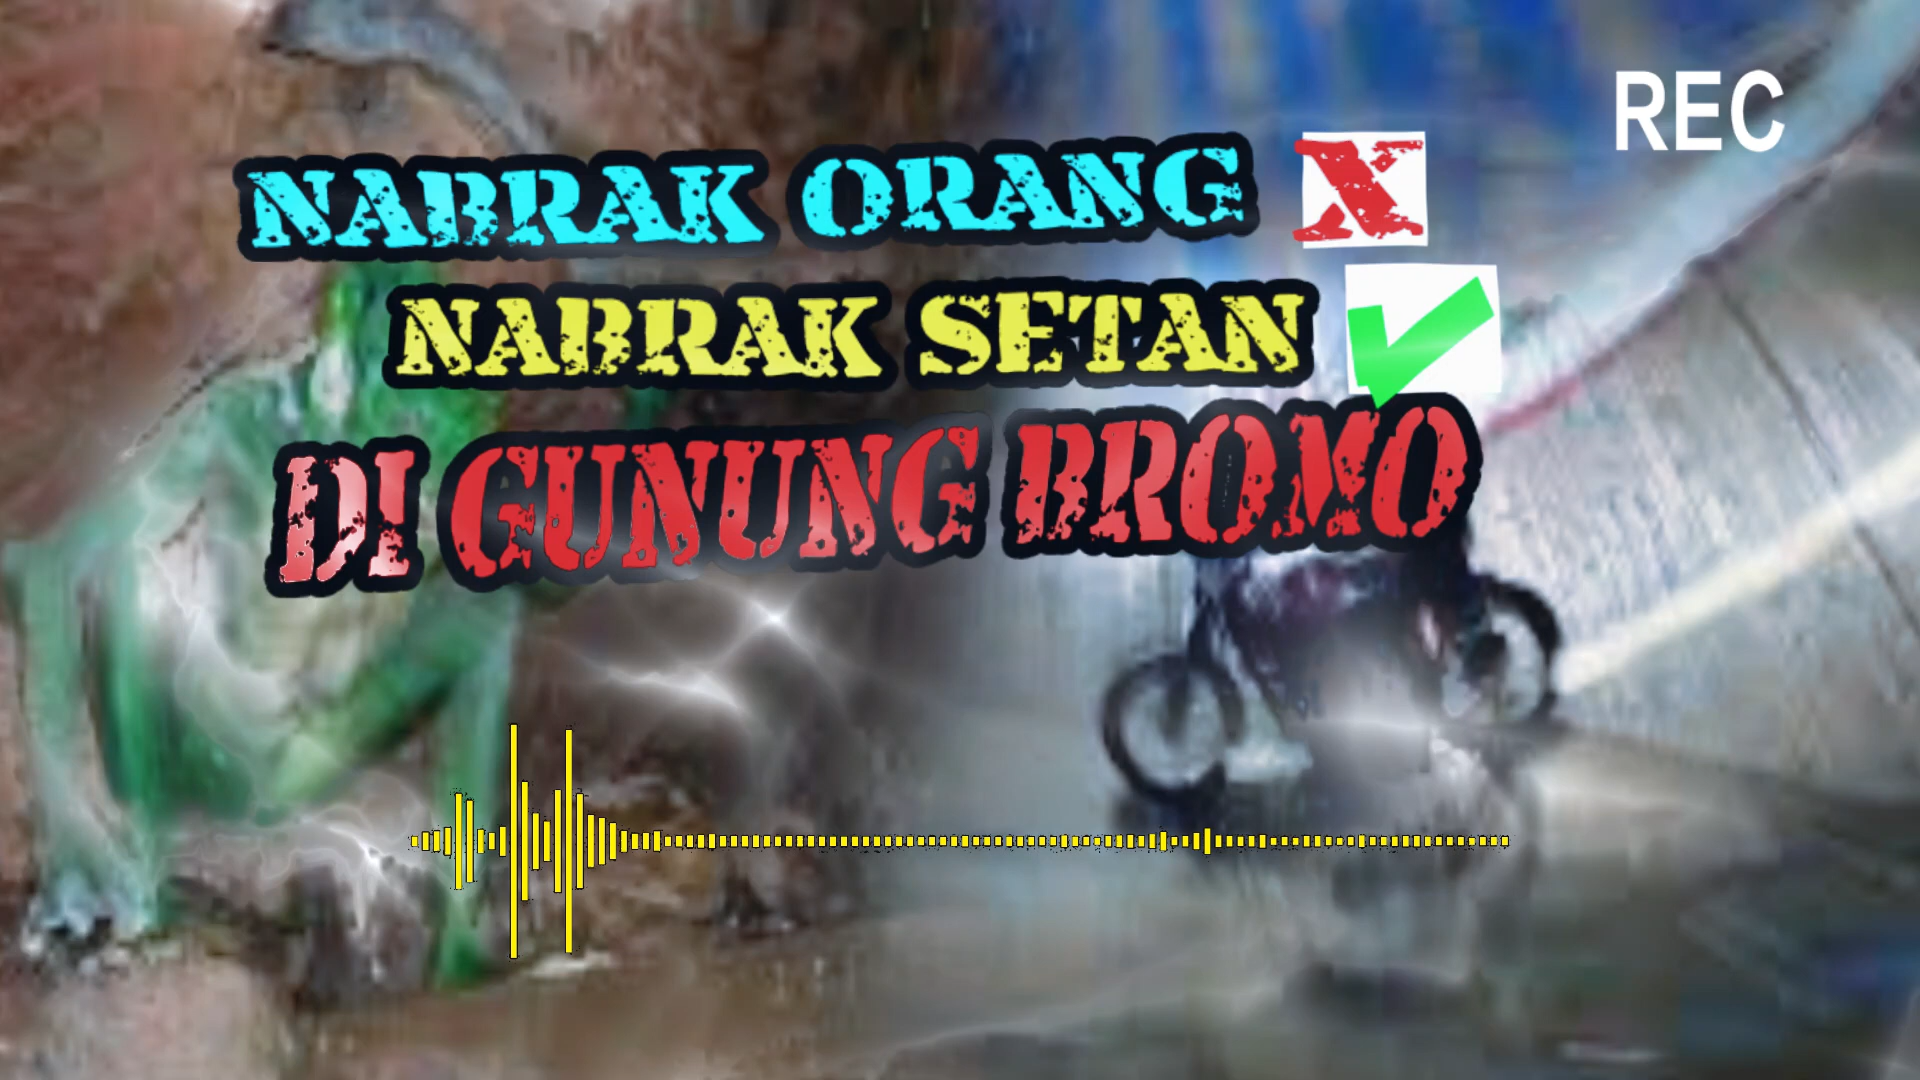 REC
NABRAK ORANG X
NABRAK SETAN ✓
DI GUNUNG BROMO